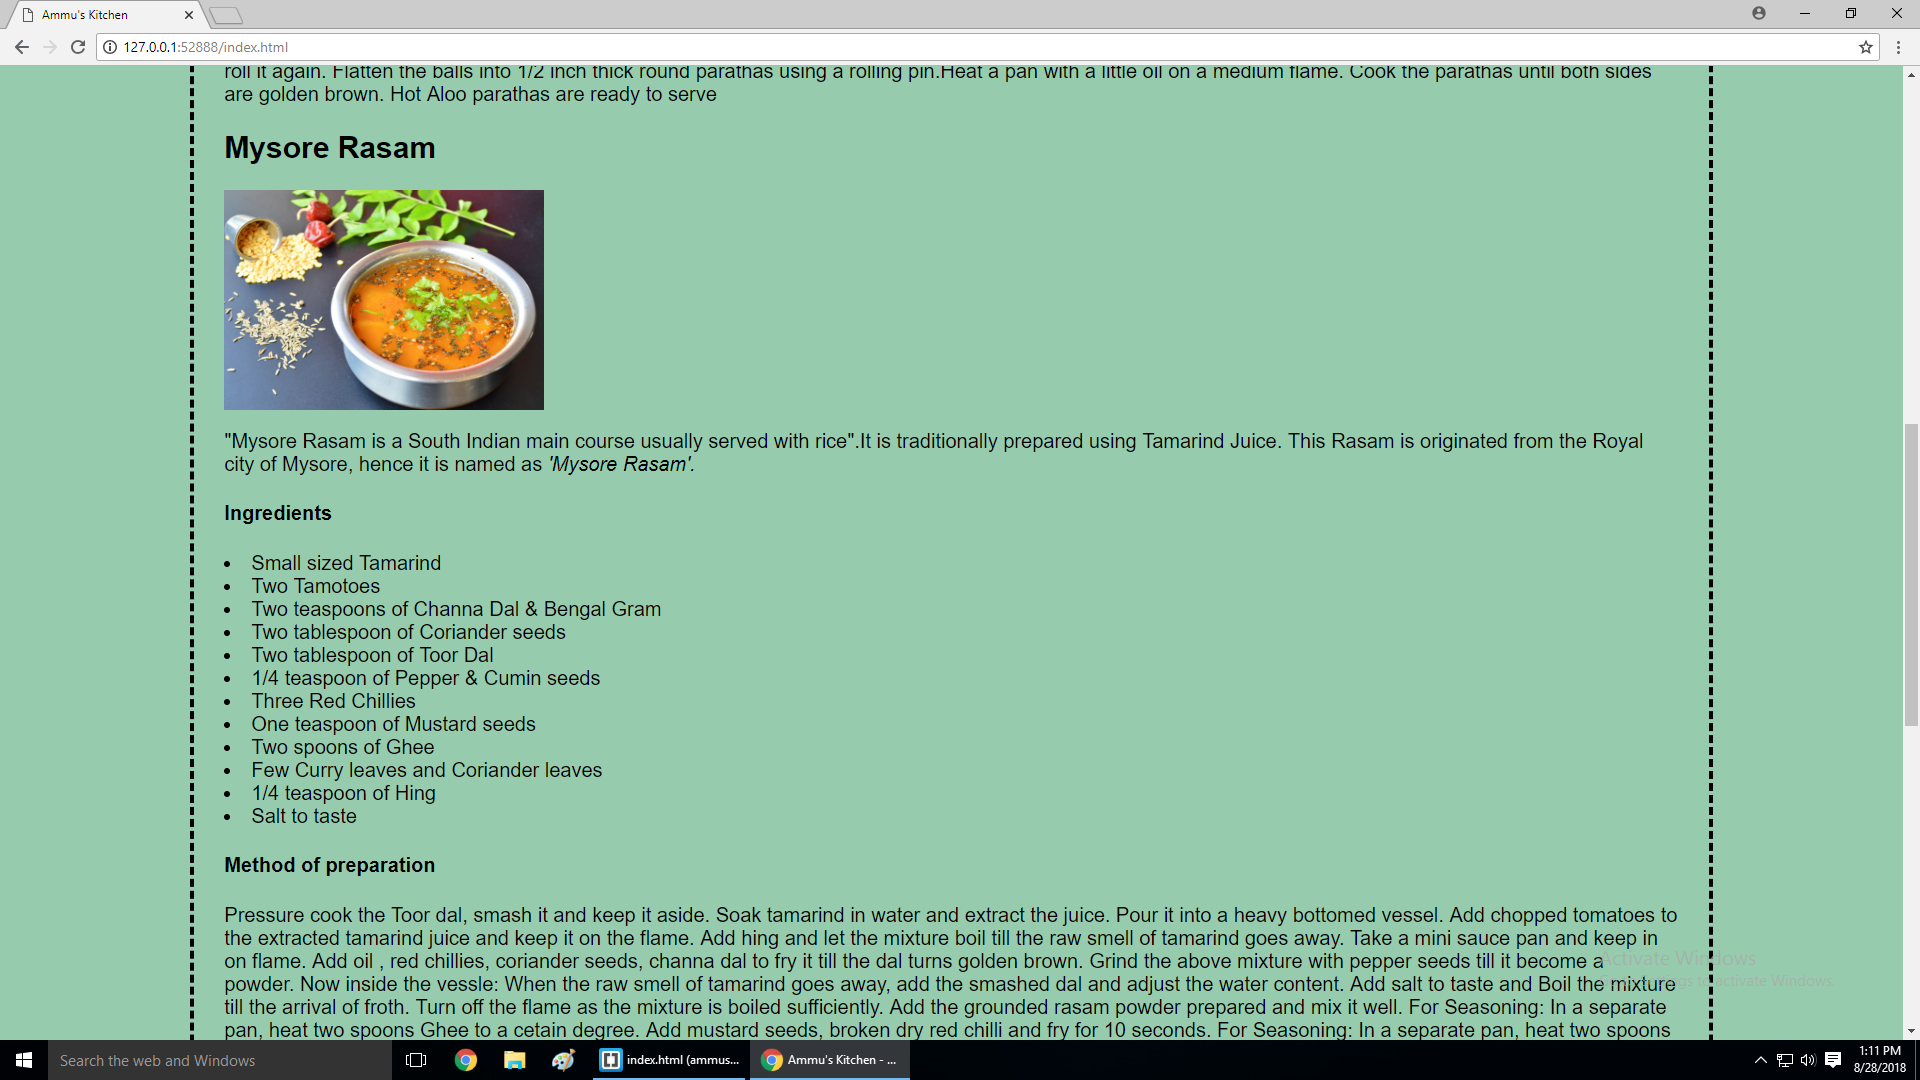 Ammu's Kitchen
127.0.0.1:52888/index.html
roll it again. Flatten the balls into 1/2 inch thick round parathas using a rolling pin.Heat a pan with a little oil on a medium flame. Cook the parathas until both sides
are golden brown. Hot Aloo parathas are ready to serve
Mysore Rasam
"Mysore Rasam is a South Indian main course usually served with rice".It is traditionally prepared using Tamarind Juice. This Rasam is originated from the Royal
city of Mysore, hence it is named as 'Mysore Rasam'.
Ingredients
• Small sized Tamarind
• Two Tamotoes
• Two teaspoons of Channa Dal & Bengal Gram
• Two tablespoon of Coriander seeds
• Two tablespoon of Toor Dal
• 1/4 teaspoon of Pepper & Cumin seeds
• Three Red Chillies
• One teaspoon of Mustard seeds
• Two spoons of Ghee
• Few Curry leaves and Coriander leaves
• 1/4 teaspoon of Hing
• Salt to taste
Method of preparation
Pressure cook the Toor dal, smash it and keep it aside. Soak tamarind in water and extract the juice. Pour it into a heavy bottomed vessel. Add chopped tomatoes to
the extracted tamarind juice and keep it on the flame. Add hing and let the mixture boil till the raw smell of tamarind goes away. Take a mini sauce pan and keep in
on flame. Add oil , red chillies, coriander seeds, channa dal to fry it till the dal turns golden brown. Grind the above mixture with pepper seeds till it become a
powder. Now inside the vessle: When the raw smell of tamarind goes away, add the smashed dal and adjust the water content. Add salt to taste and Boil the mixture
till the arrival of froth. Turn off the flame as the mixture is boiled sufficiently. Add the grounded rasam powder prepared and mix it well. For Seasoning: In a separate
pan, heat two spoons Ghee to a cetain degree. Add mustard seeds, broken dry red chilli and fry for 10 seconds. For Seasoning: In a separate pan, heat two spoons
Activate Windows
to activate Windows.
Search the web and Windows
index.html (ammus...
Ammu's Kitchen - ...
1:11 PM
8/28/2018